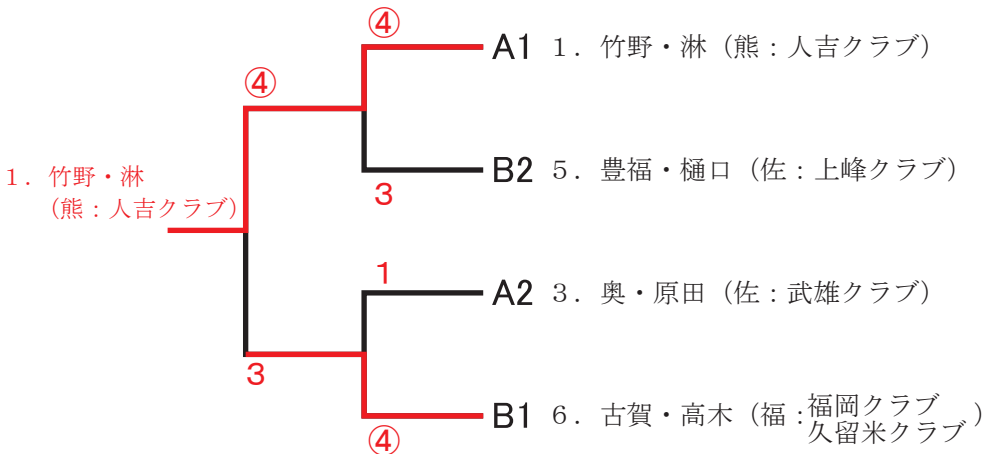 ④
A1 １．竹野・淋（熊：人吉クラブ）
④
B2 ５．豊福・樋口（佐：上峰クラブ）
3
１．竹野・淋
（熊：人吉クラブ）
1
A2 ３．奥・原田（佐：武雄クラブ）
3
B1 ６．古賀・高木（福：福岡クラブ
久留米クラブ）
④